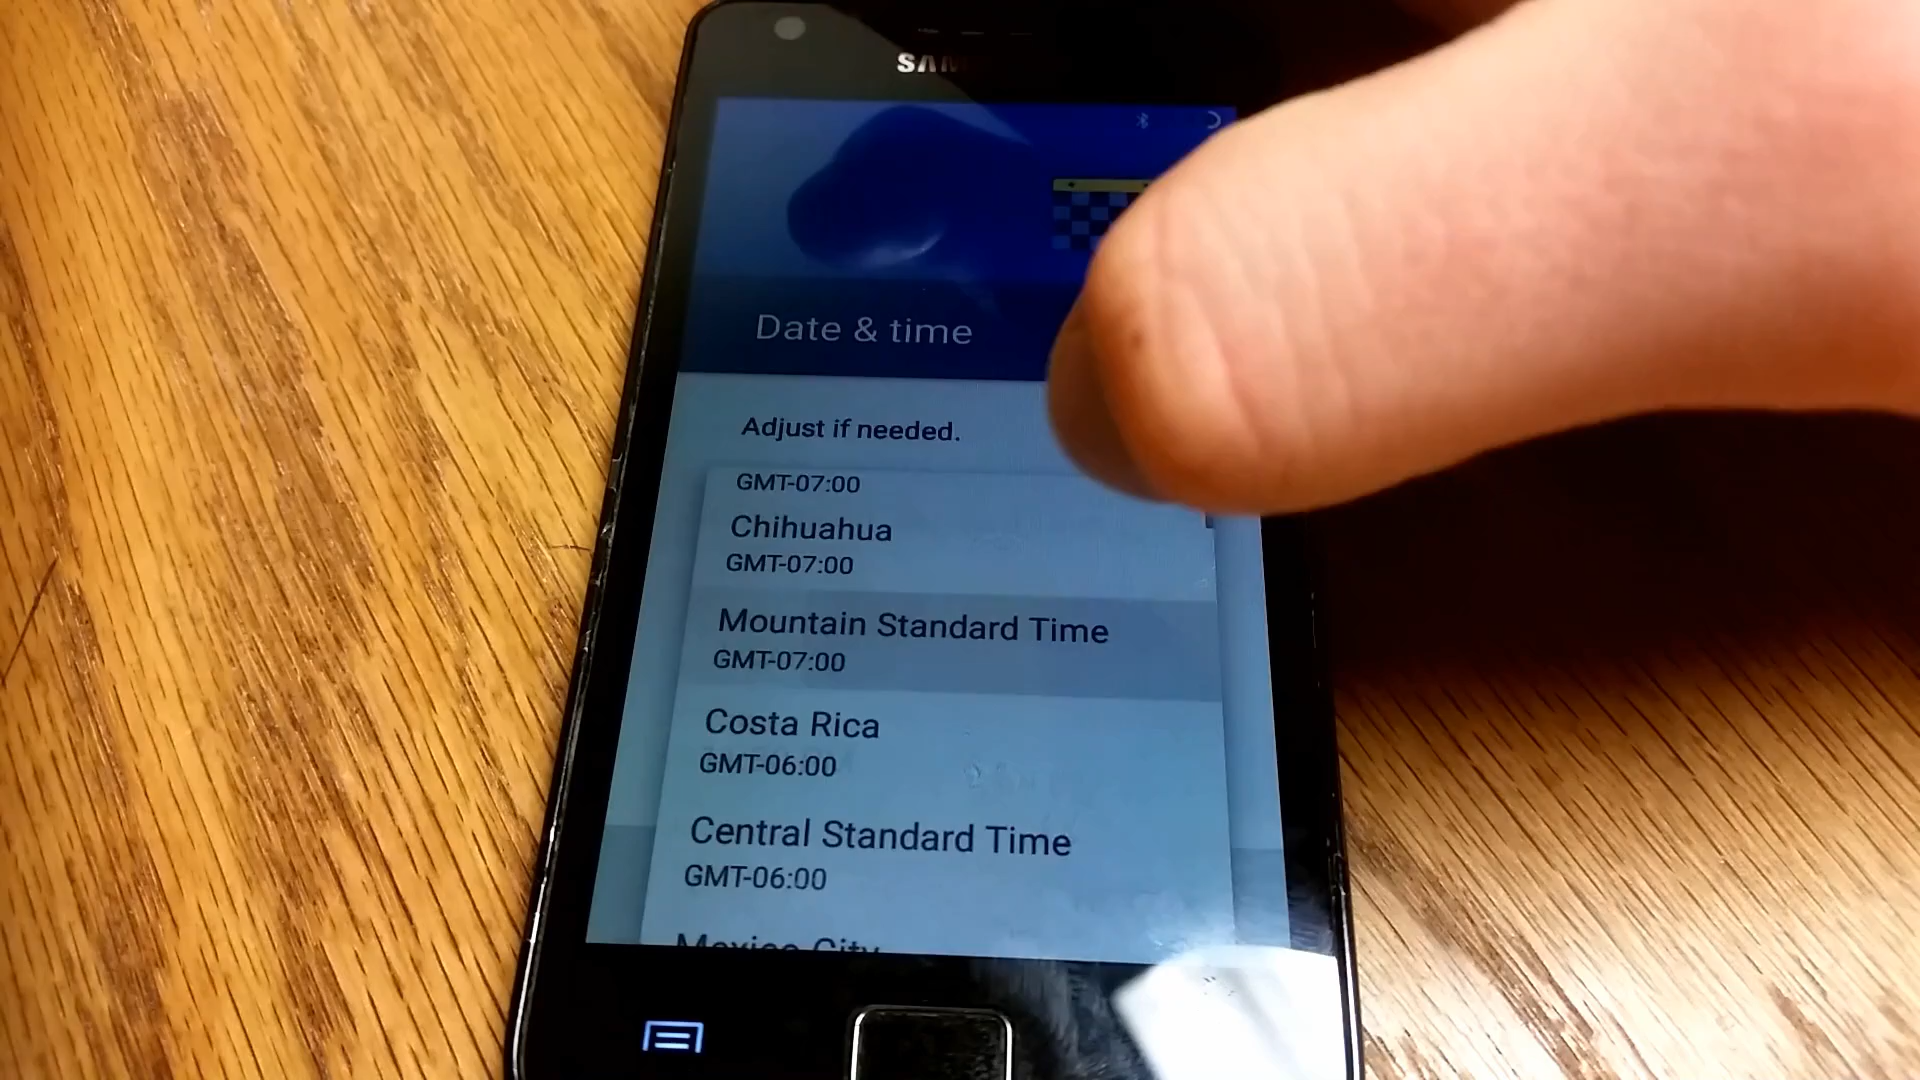 Date & time
Adjust if needed.
GMT-07:00
Chihuahua
GMT-07:00
Mountain Standard Time
GMT-07:00
Costa Rica
GMT-06:00
Central Standard Time
GMT-06:00
Mexico City